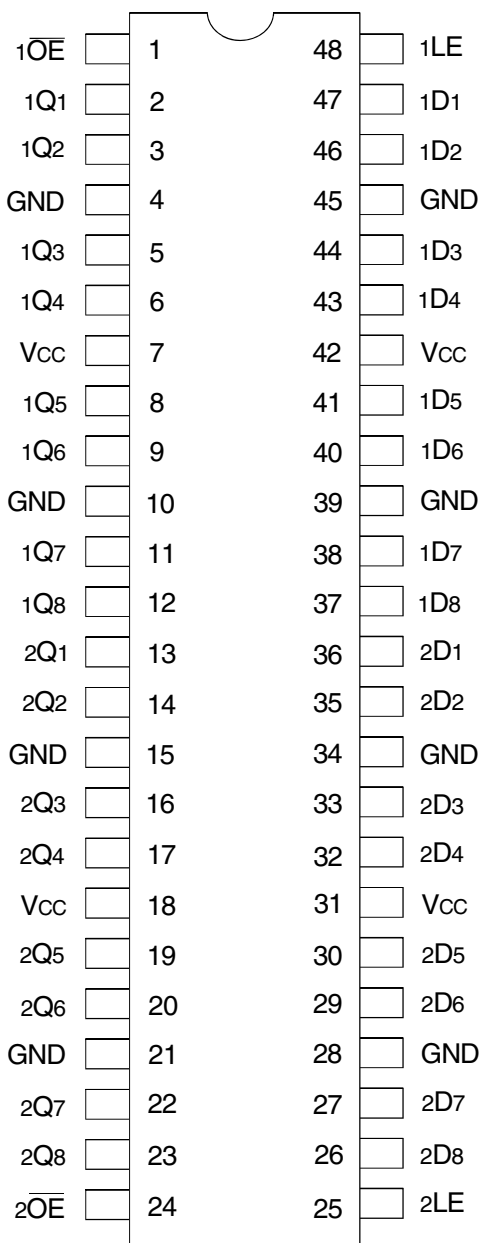 1O̅E̅ 1 48 1LE
1Q1 2 47 1D1
1Q2 3 46 1D2
GND 4 45 GND
1Q3 5 44 1D3
1Q4 6 43 1D4
VCC 7 42 VCC
1Q5 8 41 1D5
1Q6 9 40 1D6
GND 10 39 GND
1Q7 11 38 1D7
1Q8 12 37 1D8
2Q1 13 36 2D1
2Q2 14 35 2D2
GND 15 34 GND
2Q3 16 33 2D3
2Q4 17 32 2D4
VCC 18 31 VCC
2Q5 19 30 2D5
2Q6 20 29 2D6
GND 21 28 GND
2Q7 22 27 2D7
2Q8 23 26 2D8
2O̅E̅ 24 25 2LE